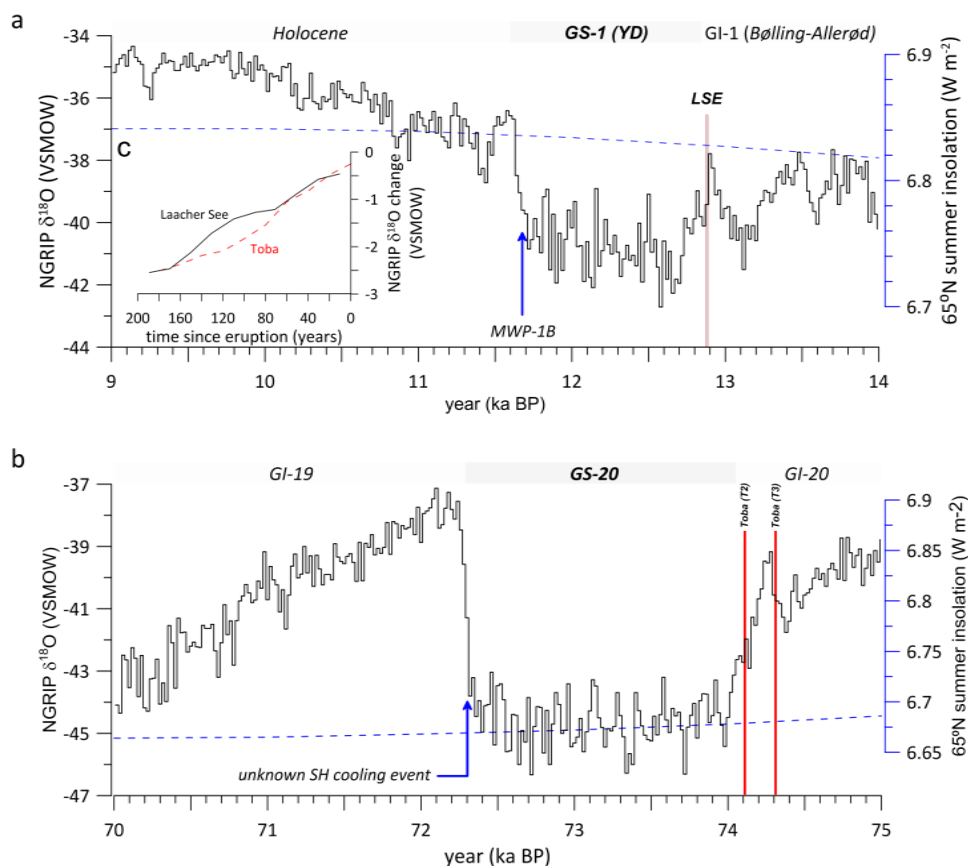 a
Holocene
GS-1 (YD)
GI-1 (Bølling-Allerød)
-34
-36
-38
-40
-42
-44
NGRIP δ¹⁸O (VSMOW)
6.9
6.8
6.7
65⁰N summer insolation (W m⁻²)
LSE
MWP-1B
c
Laacher See
Toba
0
-1
-2
-3
NGRIP δ¹⁸O change
(VSMOW)
200 160 120 80 40 0
time since eruption (years)
9 10 11 12 13 14
year (ka BP)
b
GI-19
GS-20
GI-20
-37
-39
-41
-43
-45
-47
NGRIP δ¹⁸O (VSMOW)
Toba (T2)
Toba (T3)
6.9
6.85
6.8
6.75
6.7
6.65
65⁰N summer insolation (W m-2)
unknown SH cooling event
70 71 72 73 74 75
year (ka BP)